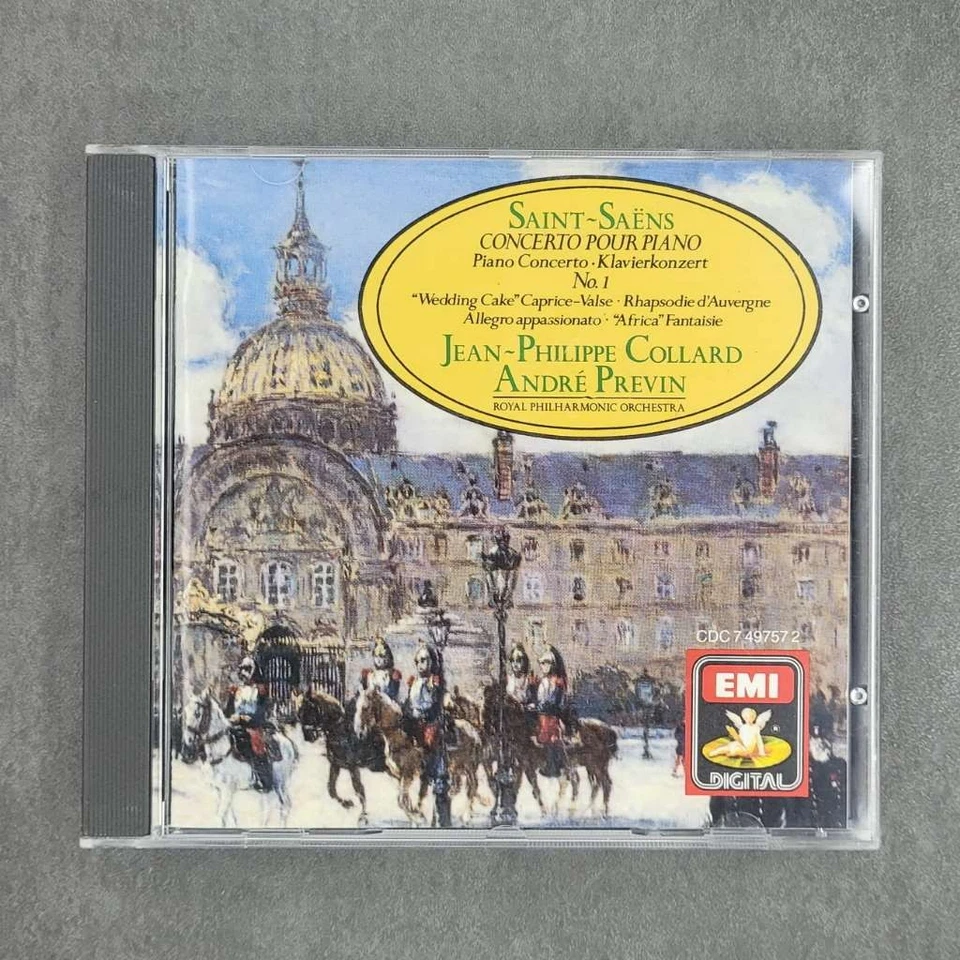 SAINT~SAËNS
CONCERTO POUR PIANO
Piano Concerto · Klavierkonzert
No. 1
"Wedding Cake" Caprice-Valse · Rhapsodie d'Auvergne
Allegro appassionato · "Africa" Fantaisie
JEAN~PHILIPPE COLLARD
ANDRÉ PREVIN
ROYAL PHILHARMONIC ORCHESTRA
CDC 7 49757 2
EMI
DIGITAL